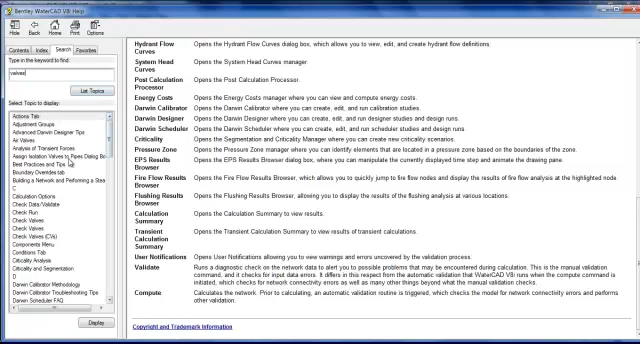 Bentley WaterCAD V8i Help
Hide Back Home Print Options
Contents Index Search Favorites
Type in the keyword to find:
valves
List Topics
Select Topic to display:
Actions Tab
Adjustment Groups
Advanced Darwin Designer Tips
Air Valves
Analysis of Transient Forces
Assign Isolation Valves to Pipes Dialog Bo
Best Practices and Tips
Boundary Overrides tab
Building a Network and Performing a Stea
C
Calculation Options
Check Data/Validate
Check Run
Check Valves
Check Valves
Check Valves (CVs)
Components Menu
Conditions Tab
Criticality Analysis
Criticality and Segmentation
D
Darwin Calibrator Methodology
Darwin Calibrator Troubleshooting Tips
Darwin Scheduler FAQ
Display
Hydrant Flow Curves Opens the Hydrant Flow Curves dialog box, which allows you to view, edit, and create hydrant flow definitions.
System Head Curves Opens the System Head Curves manager.
Post Calculation Processor Opens the Post Calculation Processor.
Energy Costs Opens the Energy Costs manager where you can view and compute energy costs.
Darwin Calibrator Opens the Darwin Calibrator where you can create, edit, and run calibrator studies.
Darwin Designer Opens the Darwin Designer where you can create, edit, and run designer studies and design runs.
Darwin Scheduler Opens the Darwin Scheduler where you can create, edit, and run scheduler studies and design runs.
Criticality Opens the Segmentation and Criticality Manager where you can create new criticality scenarios.
Pressure Zone Opens the Pressure Zone manager where you can identify elements that are located in a pressure zone based on the boundaries of the zone.
EPS Results Browser Opens the EPS Results Browser dialog box, where you can manipulate the currently displayed time step and animate the drawing pane.
Fire Flow Results Browser Opens the Fire Flow Results Browser, which allows you to quickly jump to fire flow nodes and display the results of fire flow analysis at the highlighted node
Flushing Results Browser Opens the Flushing Results Browser, allowing you to display the results of the flushing analysis at various locations.
Calculation Summary Opens the Calculation Summary to view results.
Transient Calculation Summary Opens the Transient Calculation Summary to view results of transient calculations.
User Notifications Opens User Notifications allowing you to view warnings and errors uncovered by the validation process.
Validate Runs a diagnostic check on the network data to alert you to possible problems that may be encountered during calculation. This is the manual validation
command, and it checks for input data errors. It differs in this respect from the automatic validation that WaterCAD V8i runs when the compute command is
initiated, which checks for network connectivity errors as well as many other things beyond what the manual validation checks.
Compute Calculates the network. Prior to calculating, an automatic validation routine is triggered, which checks the model for network connectivity errors and performs
other validation.
Copyright and Trademark Information